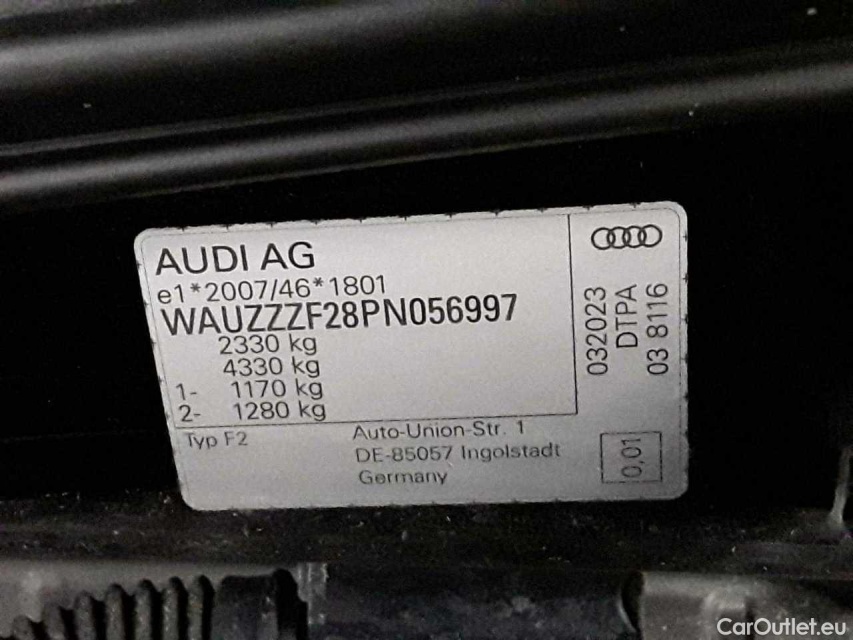 AUDI AG
e1*2007/46*1801
WAUZZZF28PN056997
2330 kg
4330 kg
1- 1170 kg
2- 1280 kg
Typ F2
Auto-Union-Str. 1
DE-85057 Ingolstadt
Germany
032023
DTPA
03 8116
0,01
CarOutlet.eu